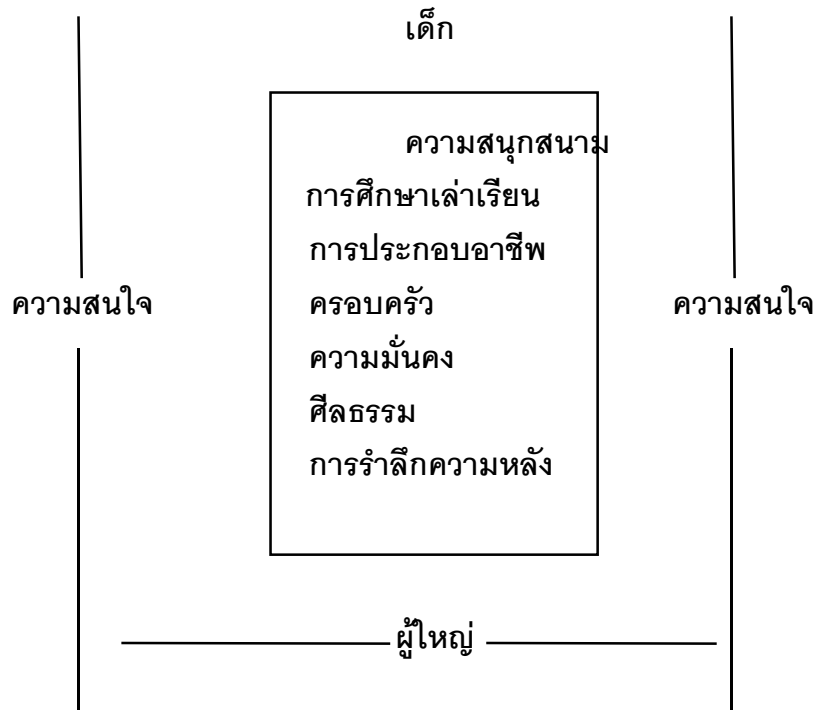 เด็ก
ความสนุกสนาม
การศึกษาเล่าเรียน
การประกอบอาชีพ
ความสนใจ
ครอบครัว
ความสนใจ
ความมั่นคง
ศีลธรรม
การรำลึกความหลัง
ผู้ใหญ่